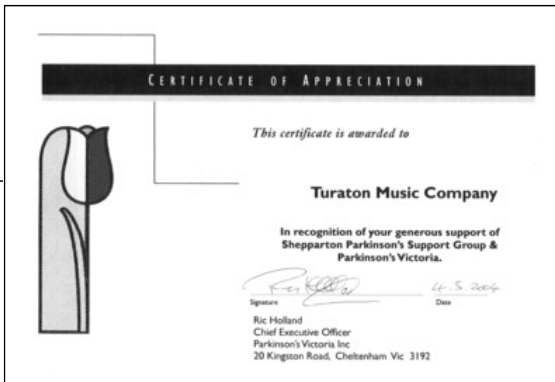 CERTIFICATE OF APPRECIATION
This certificate is awarded to
Turaton Music Company
In recognition of your generous support of
Shepparton Parkinson's Support Group &
Parkinson's Victoria.
4.5.2004
Signature Date
Ric Holland
Chief Executive Officer
Parkinson's Victoria Inc
20 Kingston Road, Cheltenham Vic 3192